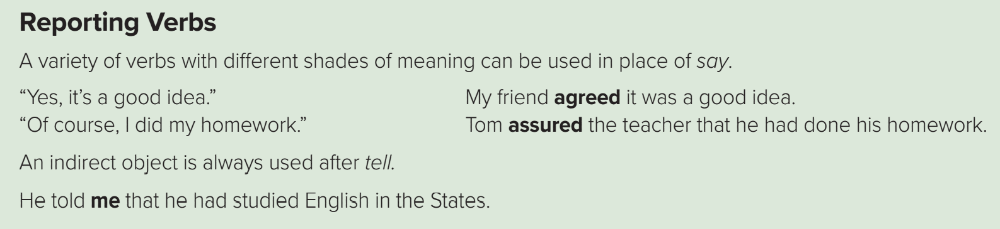 Reporting Verbs
A variety of verbs with different shades of meaning can be used in place of say.
“Yes, it’s a good idea.” My friend agreed it was a good idea.
“Of course, I did my homework.” Tom assured the teacher that he had done his homework.
An indirect object is always used after tell.
He told me that he had studied English in the States.